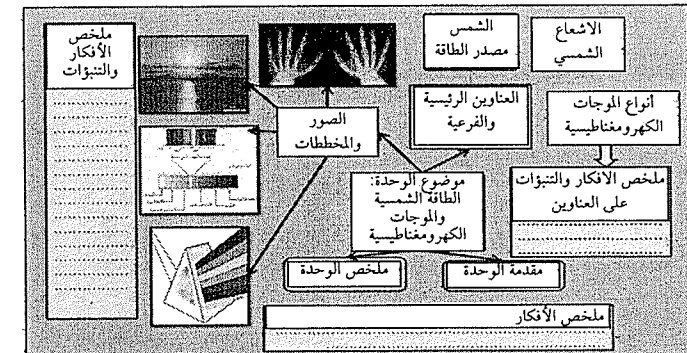 الاشعاع
الشمسي
الشمس
مصدر الطاقة
ملخص
الأفكار
والتنبؤات
أنواع الموجات
الكهرومغناطيسية
العناوين الرئيسية
والفرعية
الصور
والمخططات
ملخص الافكار والتنبؤات
على العناوين
موضوع الوحدة:
الطاقة الشمسية
والموجات
الكهرومغناطيسية
مقدمة الوحدة
ملخص الوحدة
ملخص الأفكار